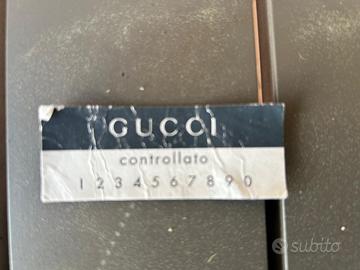 GUCCI
controllato
1 2 3 4 5 6 7 8 9 0
subito